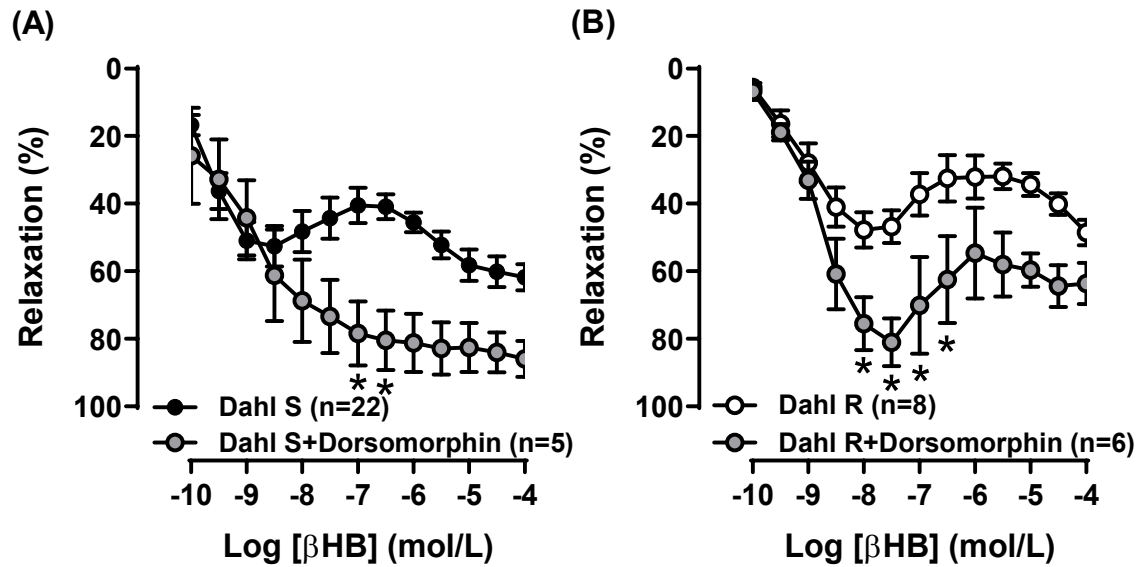 (A)
0
20
40
60
80
100
Relaxation (%)
* *
Dahl S (n=22)
Dahl S+Dorsomorphin (n=5)
-10 -9 -8 -7 -6 -5 -4
Log [βHB] (mol/L)
(B)
0
20
40
60
80
100
Relaxation (%)
* * * *
Dahl R (n=8)
Dahl R+Dorsomorphin (n=6)
-10 -9 -8 -7 -6 -5 -4
Log [βHB] (mol/L)